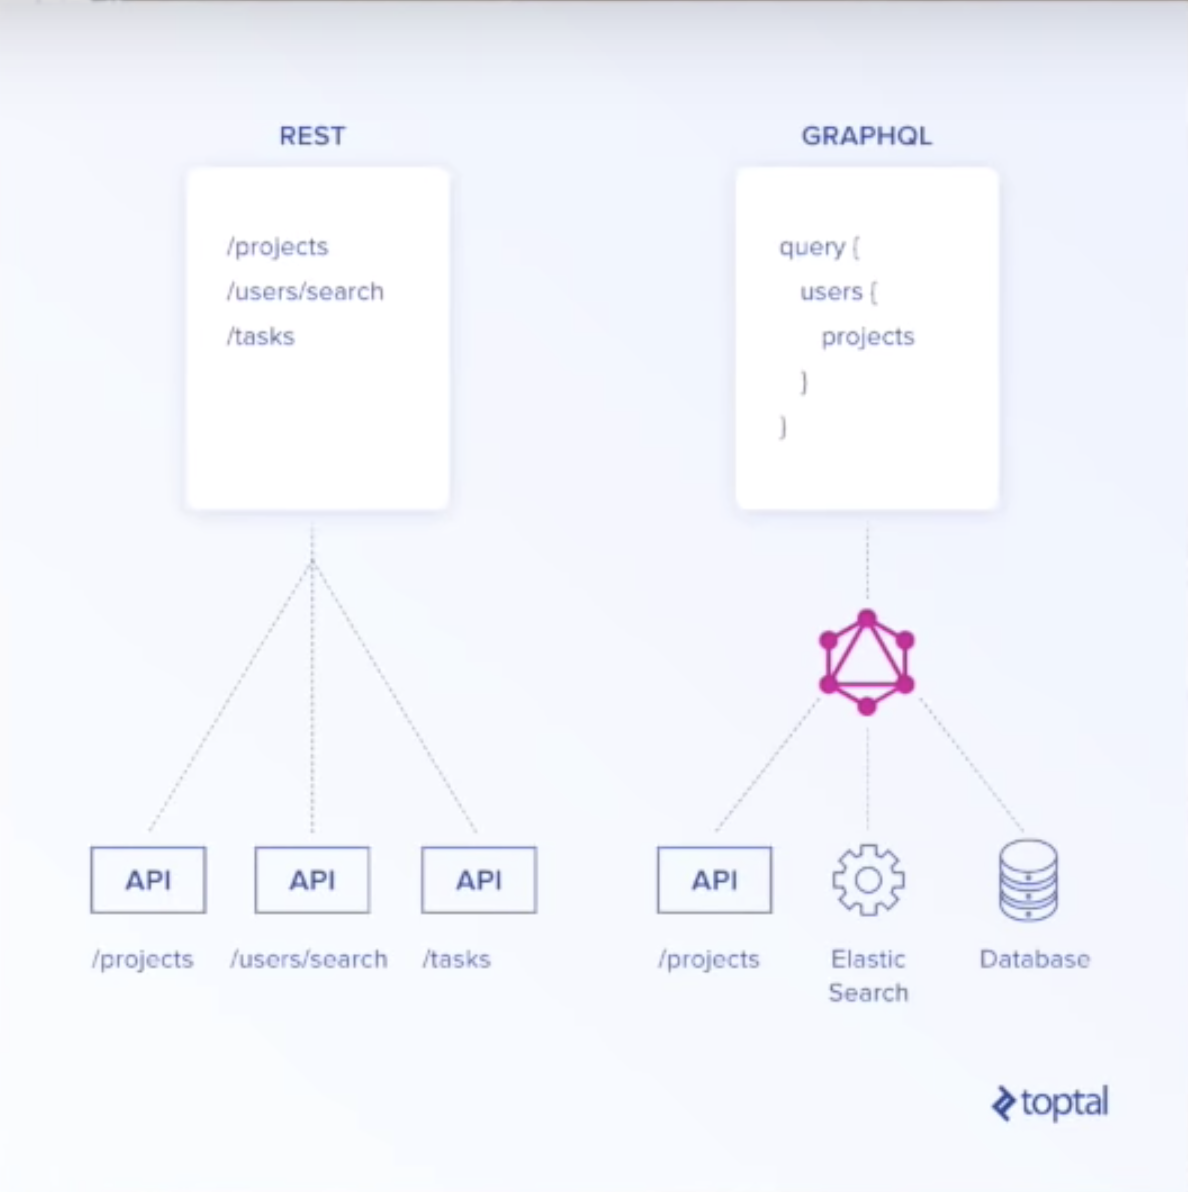 REST
/projects
/users/search
/tasks
API
API
API
/projects
/users/search
/tasks
GRAPHQL
query {
users {
projects
}
}
API
/projects
Elastic
Search
Database
toptal